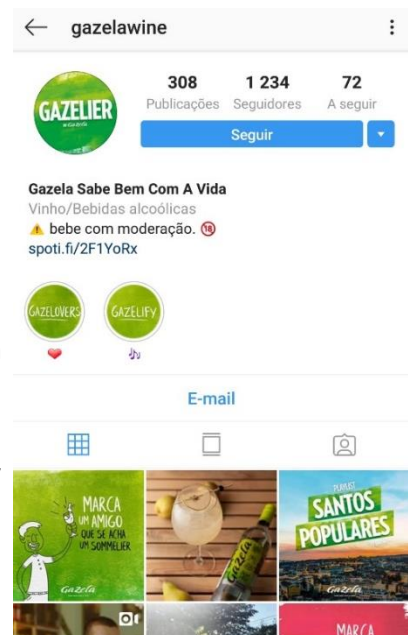 gazelawine
308 1 234 72
Publicações Seguidores A seguir
GAZELIER
Seguir
Gazela Sabe Bem Com A Vida
Vinho/Bebidas alcoólicas
bebe com moderação. 18
spoti.fi/2F1YoRx
GAZELOVERS GAZELIFY
E-mail
MARCA
UM AMIGO
QUE SE ACHA
UM SOMMELIER
Gazela
Gazela
PLAYLIST
SANTOS
POPULARES
Gazela
MARCA